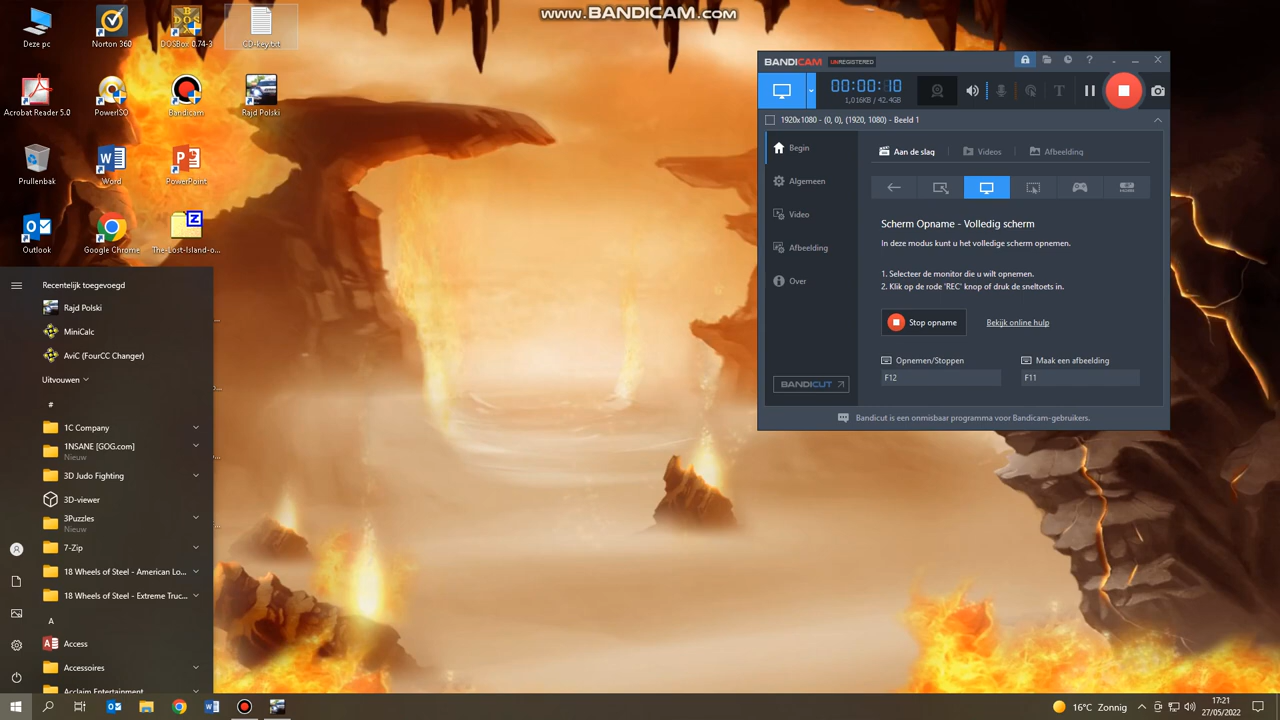 www.BANDICAM.com
Deze pc
Norton 360
DOSBox 0.74-3
CD-key.txt
Acrobat Reader 5.0
PowerISO
Bandicam
Rajd Polski
Prullenbak
Word
PowerPoint
Outlook
Google Chrome
The-Lost-Island-o...
BANDICAM
UNREGISTERED
00:00:10
1,016KB / 42.4GB
1920x1080 - (0, 0), (1920, 1080) - Beeld 1
Begin
Algemeen
Video
Afbeelding
Over
BANDICUT
Aan de slag
Videos
Afbeelding
Scherm Opname - Volledig scherm
In deze modus kunt u het volledige scherm opnemen.
1. Selecteer de monitor die u wilt opnemen.
2. Klik op de rode 'REC' knop of druk de sneltoets in.
Stop opname
Bekijk online hulp
Opnemen/Stoppen
Maak een afbeelding
F12
F11
Bandicut is een onmisbaar programma voor Bandicam-gebruikers.
Recentelijk toegevoegd
Rajd Polski
MiniCalc
AviC (FourCC Changer)
Uitvouwen
#
1C Company
1NSANE [GOG.com]
Nieuw
3D Judo Fighting
3D-viewer
3Puzzles
Nieuw
7-Zip
18 Wheels of Steel - American Lo...
18 Wheels of Steel - Extreme Truc...
A
Access
Accessoires
Acclaim Entertainment
16°C Zonnig
17:21
27/05/2022